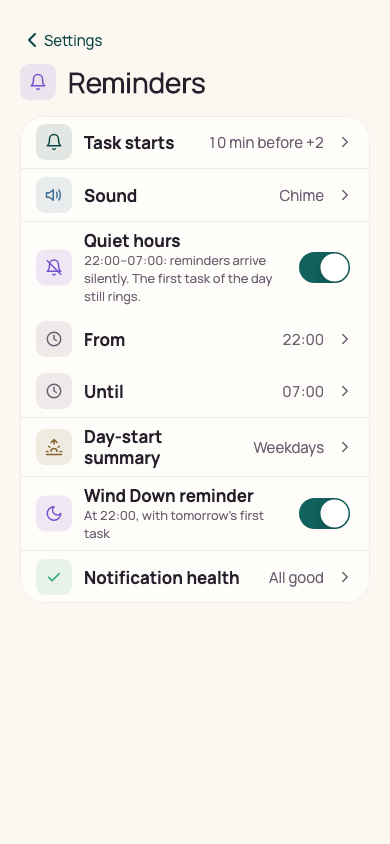 Settings
Reminders
Task starts 10 min before +2
Sound Chime
Quiet hours
22:00–07:00: reminders arrive
silently. The first task of the day
still rings.
From 22:00
Until 07:00
Day-start
summary Weekdays
Wind Down reminder
At 22:00, with tomorrow's first
task
Notification health All good